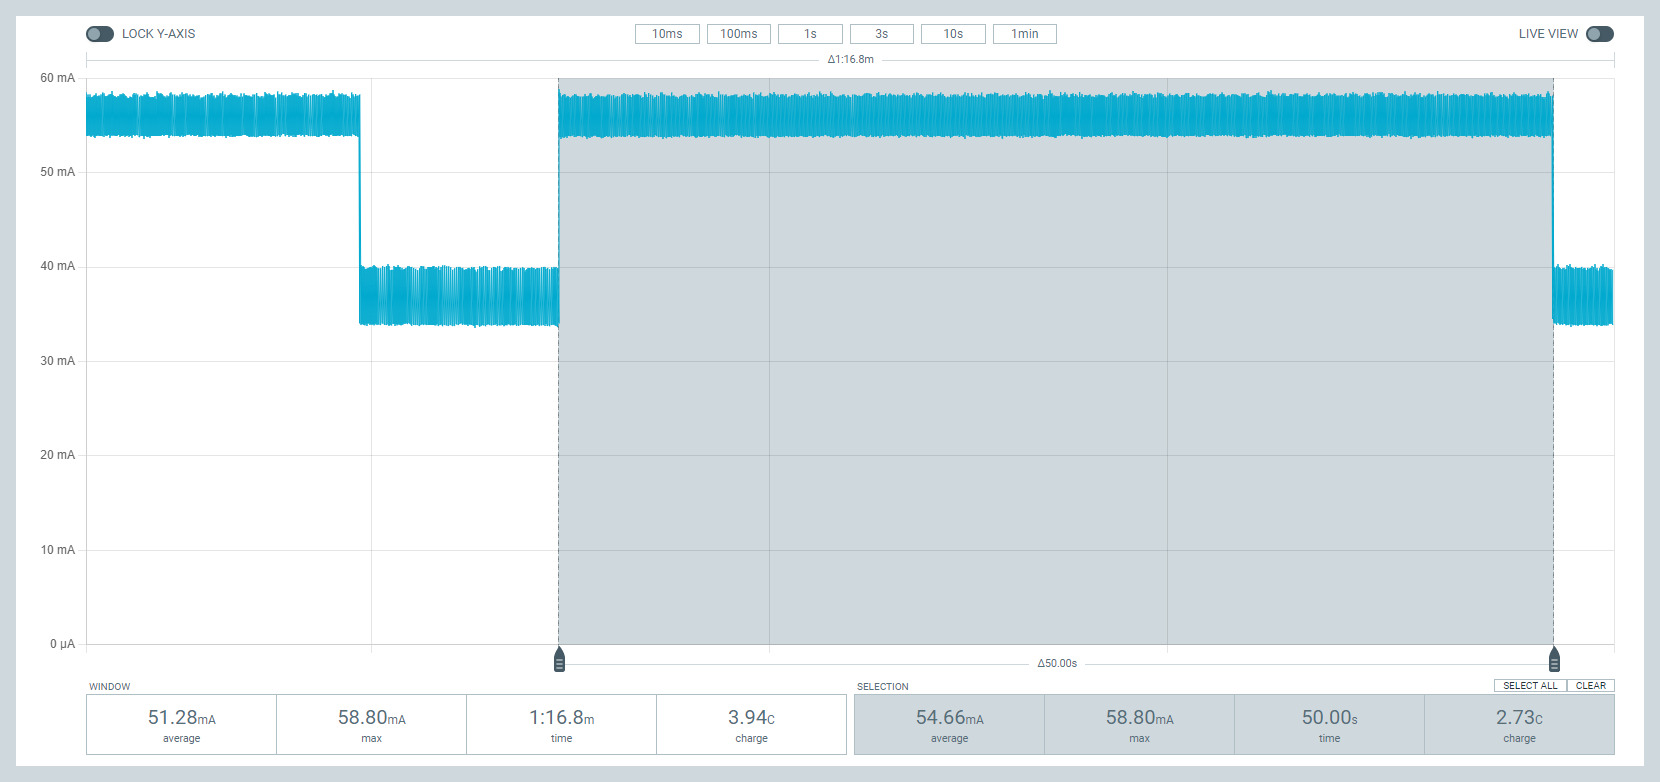 LOCK Y-AXIS
10ms 100ms 1s 3s 10s 1min
LIVE VIEW
Δ1:16.8m
60 mA
50 mA
40 mA
30 mA
20 mA
10 mA
0 µA
Δ50.00s
WINDOW
51.28mA 58.80mA 1:16.8m 3.94C
average max time charge
SELECTION
SELECT ALL CLEAR
54.66mA 58.80mA 50.00s 2.73C
average max time charge